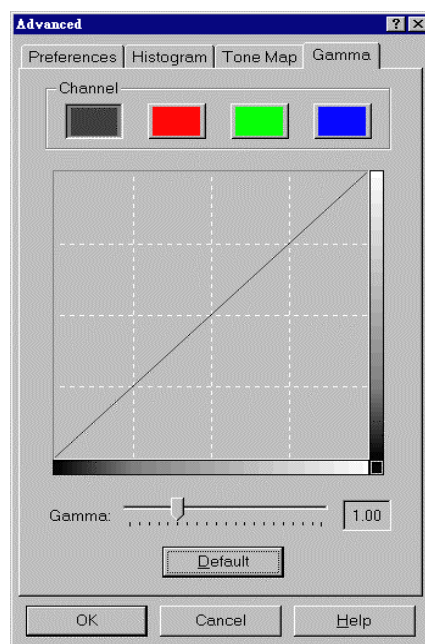 Advanced
Preferences Histogram Tone Map Gamma
Channel
Gamma: 1.00
Default
OK Cancel Help